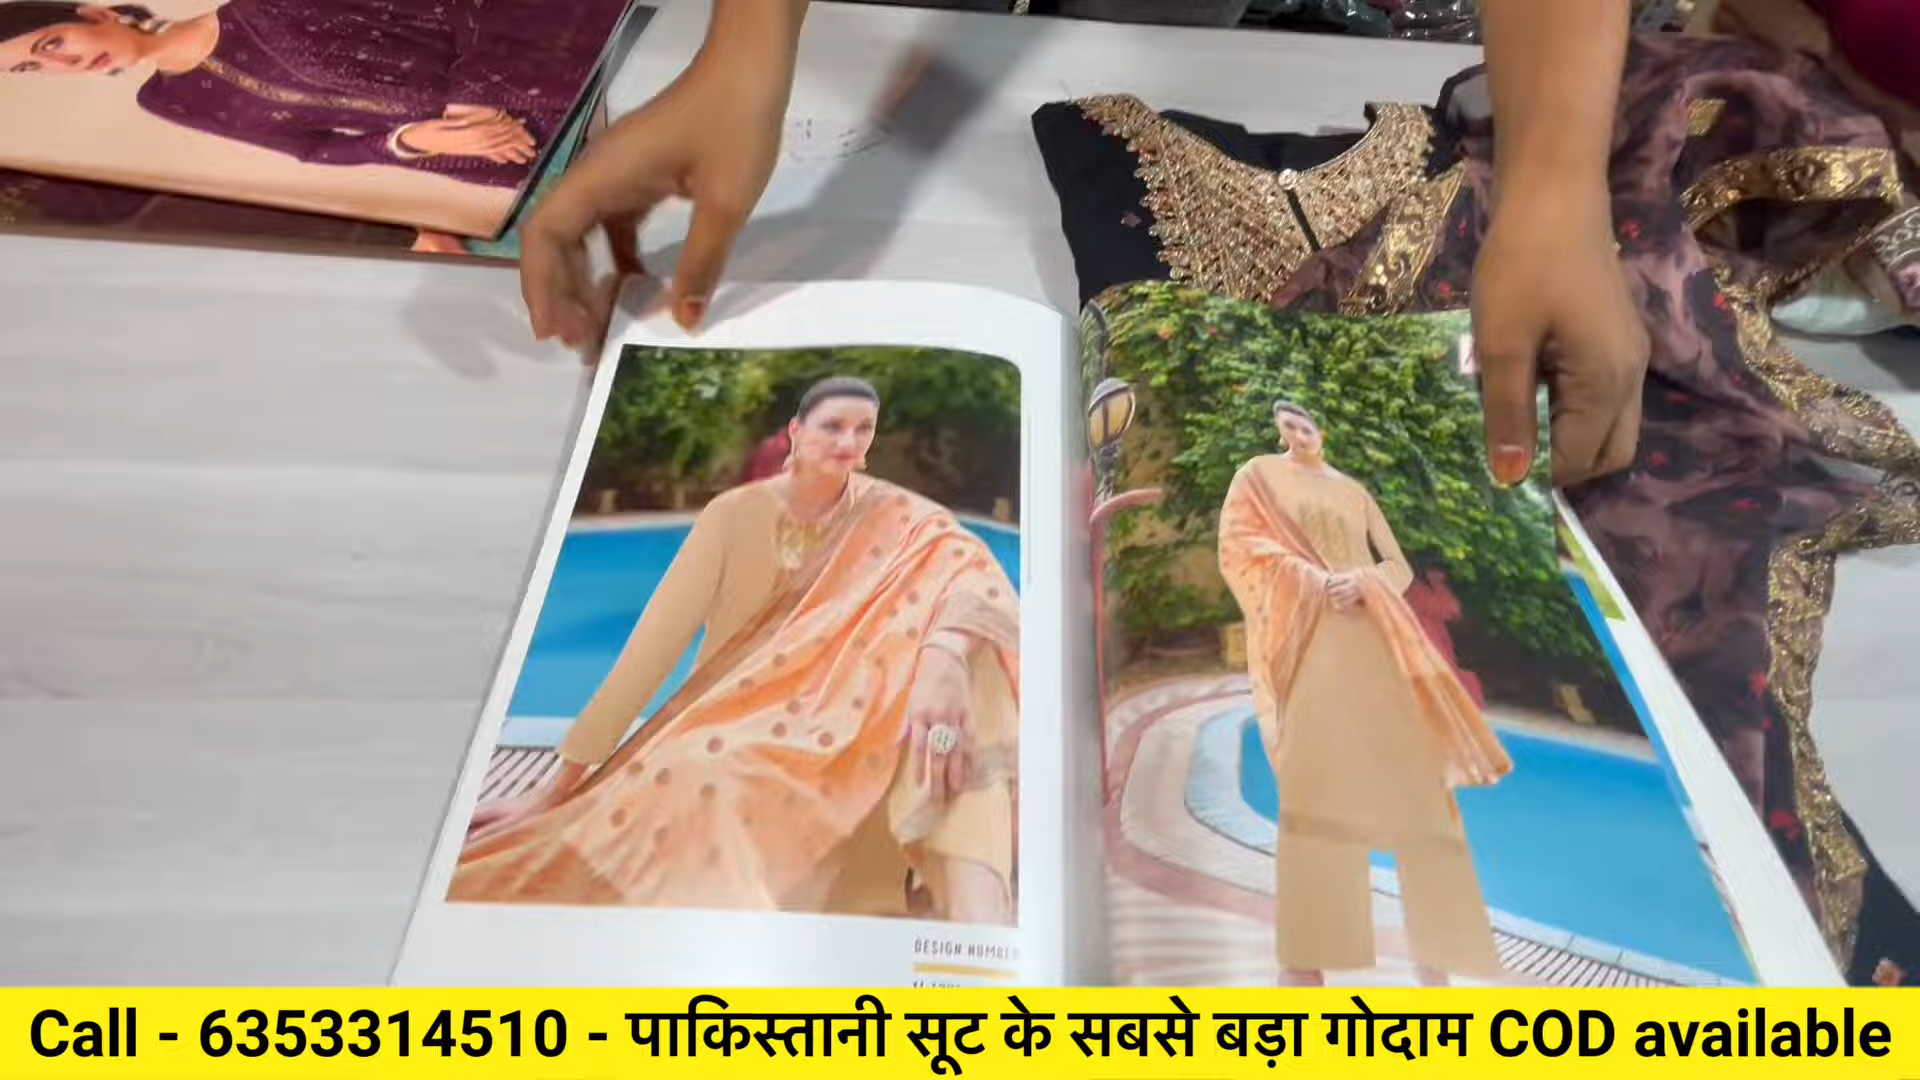 DESIGN NUMBER
Call - 6353314510 - पाकिस्तानी सूट के सबसे बड़ा गोदाम COD available